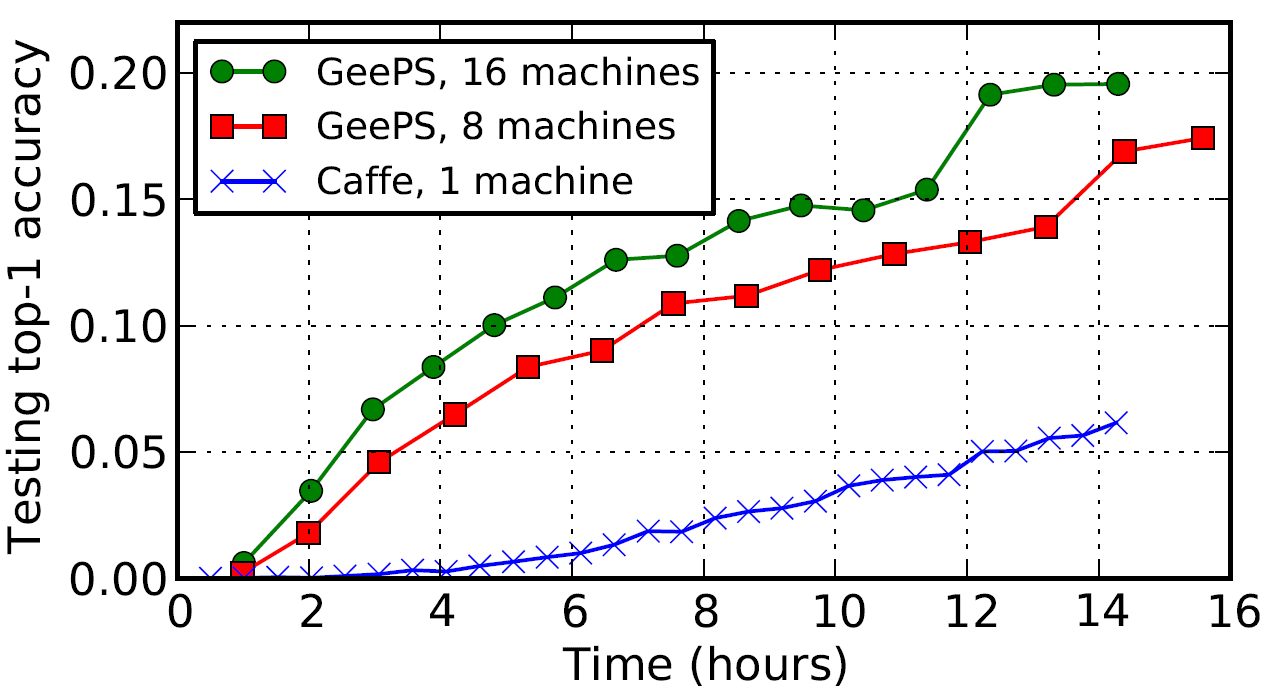 Testing top-1 accuracy
0.20
0.15
0.10
0.05
0.00
GeePS, 16 machines
GeePS, 8 machines
Caffe, 1 machine
0 2 4 6 8 10 12 14 16
Time (hours)